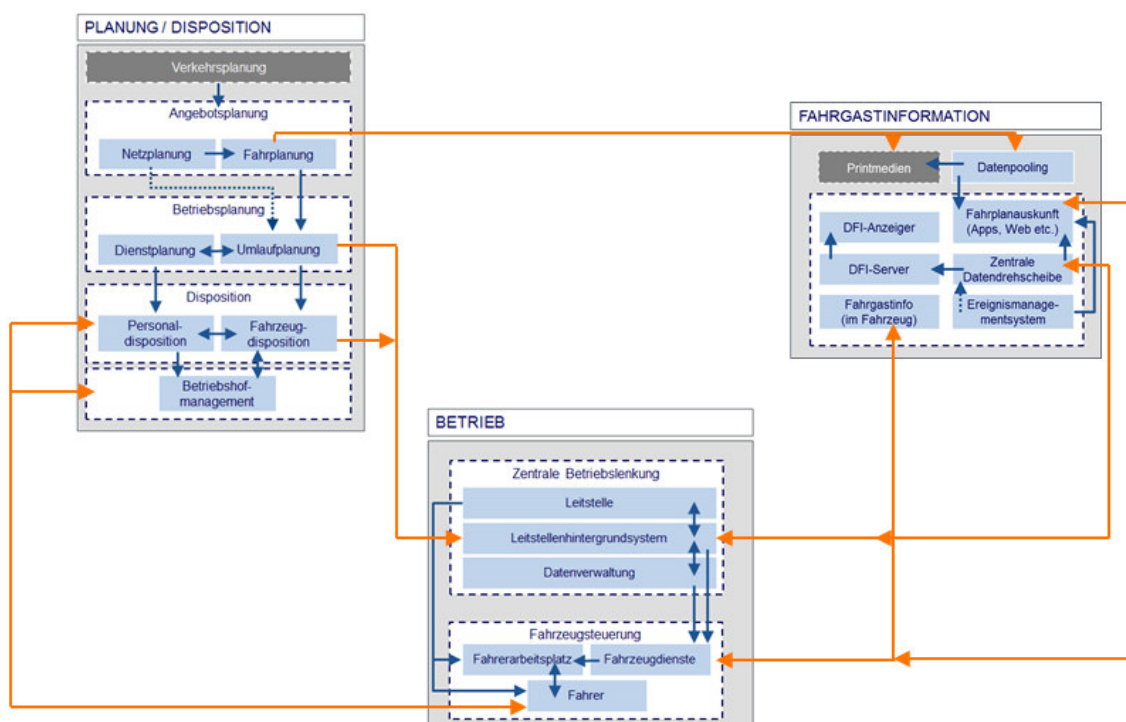 PLANUNG / DISPOSITION
Verkehrsplanung
Angebotsplanung
Netzplanung
Fahrplanung
Betriebsplanung
Dienstplanung
Umlaufplanung
Disposition
Personal-
disposition
Fahrzeug-
disposition
Betriebshof-
management
FAHRGASTINFORMATION
Printmedien
Datenpooling
DFI-Anzeiger
Fahrplanauskunft
(Apps, Web etc.)
DFI-Server
Zentrale
Datendrehscheibe
Fahrgastinfo
(im Fahrzeug)
Ereignismanage-
mentsystem
BETRIEB
Zentrale Betriebslenkung
Leitstelle
Leitstellenhintergrundsystem
Datenverwaltung
Fahrzeugsteuerung
Fahrerarbeitsplatz
Fahrzeugdienste
Fahrer